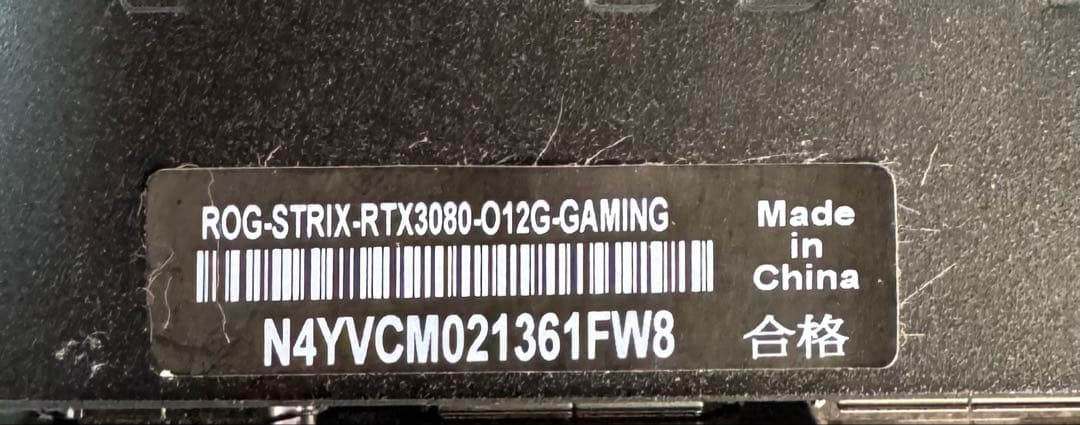 ROG-STRIX-RTX3080-O12G-GAMING
N4YVCM021361FW8
Made
in
China
合格